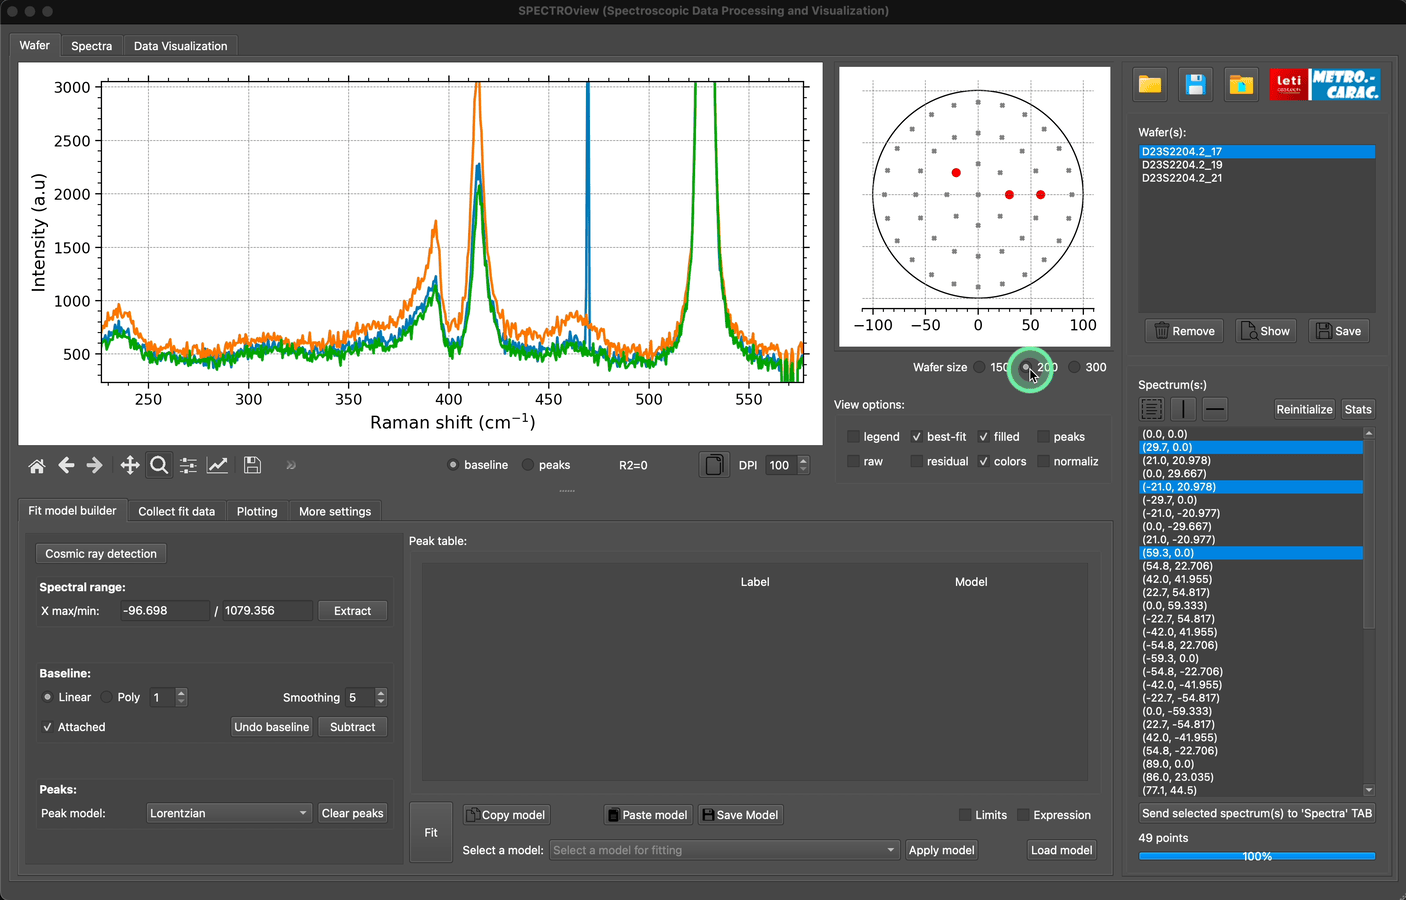 SPECTROview (Spectroscopic Data Processing and Visualization)
Wafer
Spectra
Data Visualization
3000
2500
2000
1500
1000
500
Intensity (a.u)
250
300
350
400
450
500
550
Raman shift (cm⁻¹)
−100
−50
0
50
100
Wafer size
150
200
300
View options:
legend
best-fit
filled
peaks
raw
residual
colors
normaliz
baseline
peaks
R2=0
DPI
100
Fit model builder
Collect fit data
Plotting
More settings
Cosmic ray detection
Spectral range:
X max/min:
-96.698
/
1079.356
Extract
Baseline:
Linear
Poly
1
Smoothing
5
Attached
Undo baseline
Subtract
Peaks:
Peak model:
Lorentzian
Clear peaks
Peak table:
Label
Model
Fit
Copy model
Paste model
Save Model
Limits
Expression
Select a model:
Select a model for fitting
Apply model
Load model
leti
METRO.-
CARAC.
Wafer(s):
D23S2204.2_17
D23S2204.2_19
D23S2204.2_21
Remove
Show
Save
Spectrum(s:)
Reinitialize
Stats
(0.0, 0.0)
(29.7, 0.0)
(21.0, 20.978)
(0.0, 29.667)
(-21.0, 20.978)
(-29.7, 0.0)
(-21.0, -20.977)
(0.0, -29.667)
(21.0, -20.977)
(59.3, 0.0)
(54.8, 22.706)
(42.0, 41.955)
(22.7, 54.817)
(0.0, 59.333)
(-22.7, 54.817)
(-42.0, 41.955)
(-54.8, 22.706)
(-59.3, 0.0)
(-54.8, -22.706)
(-42.0, -41.955)
(-22.7, -54.817)
(0.0, -59.333)
(22.7, -54.817)
(42.0, -41.955)
(54.8, -22.706)
(89.0, 0.0)
(86.0, 23.035)
(77.1, 44.5)
Send selected spectrum(s) to 'Spectra' TAB
49 points
100%